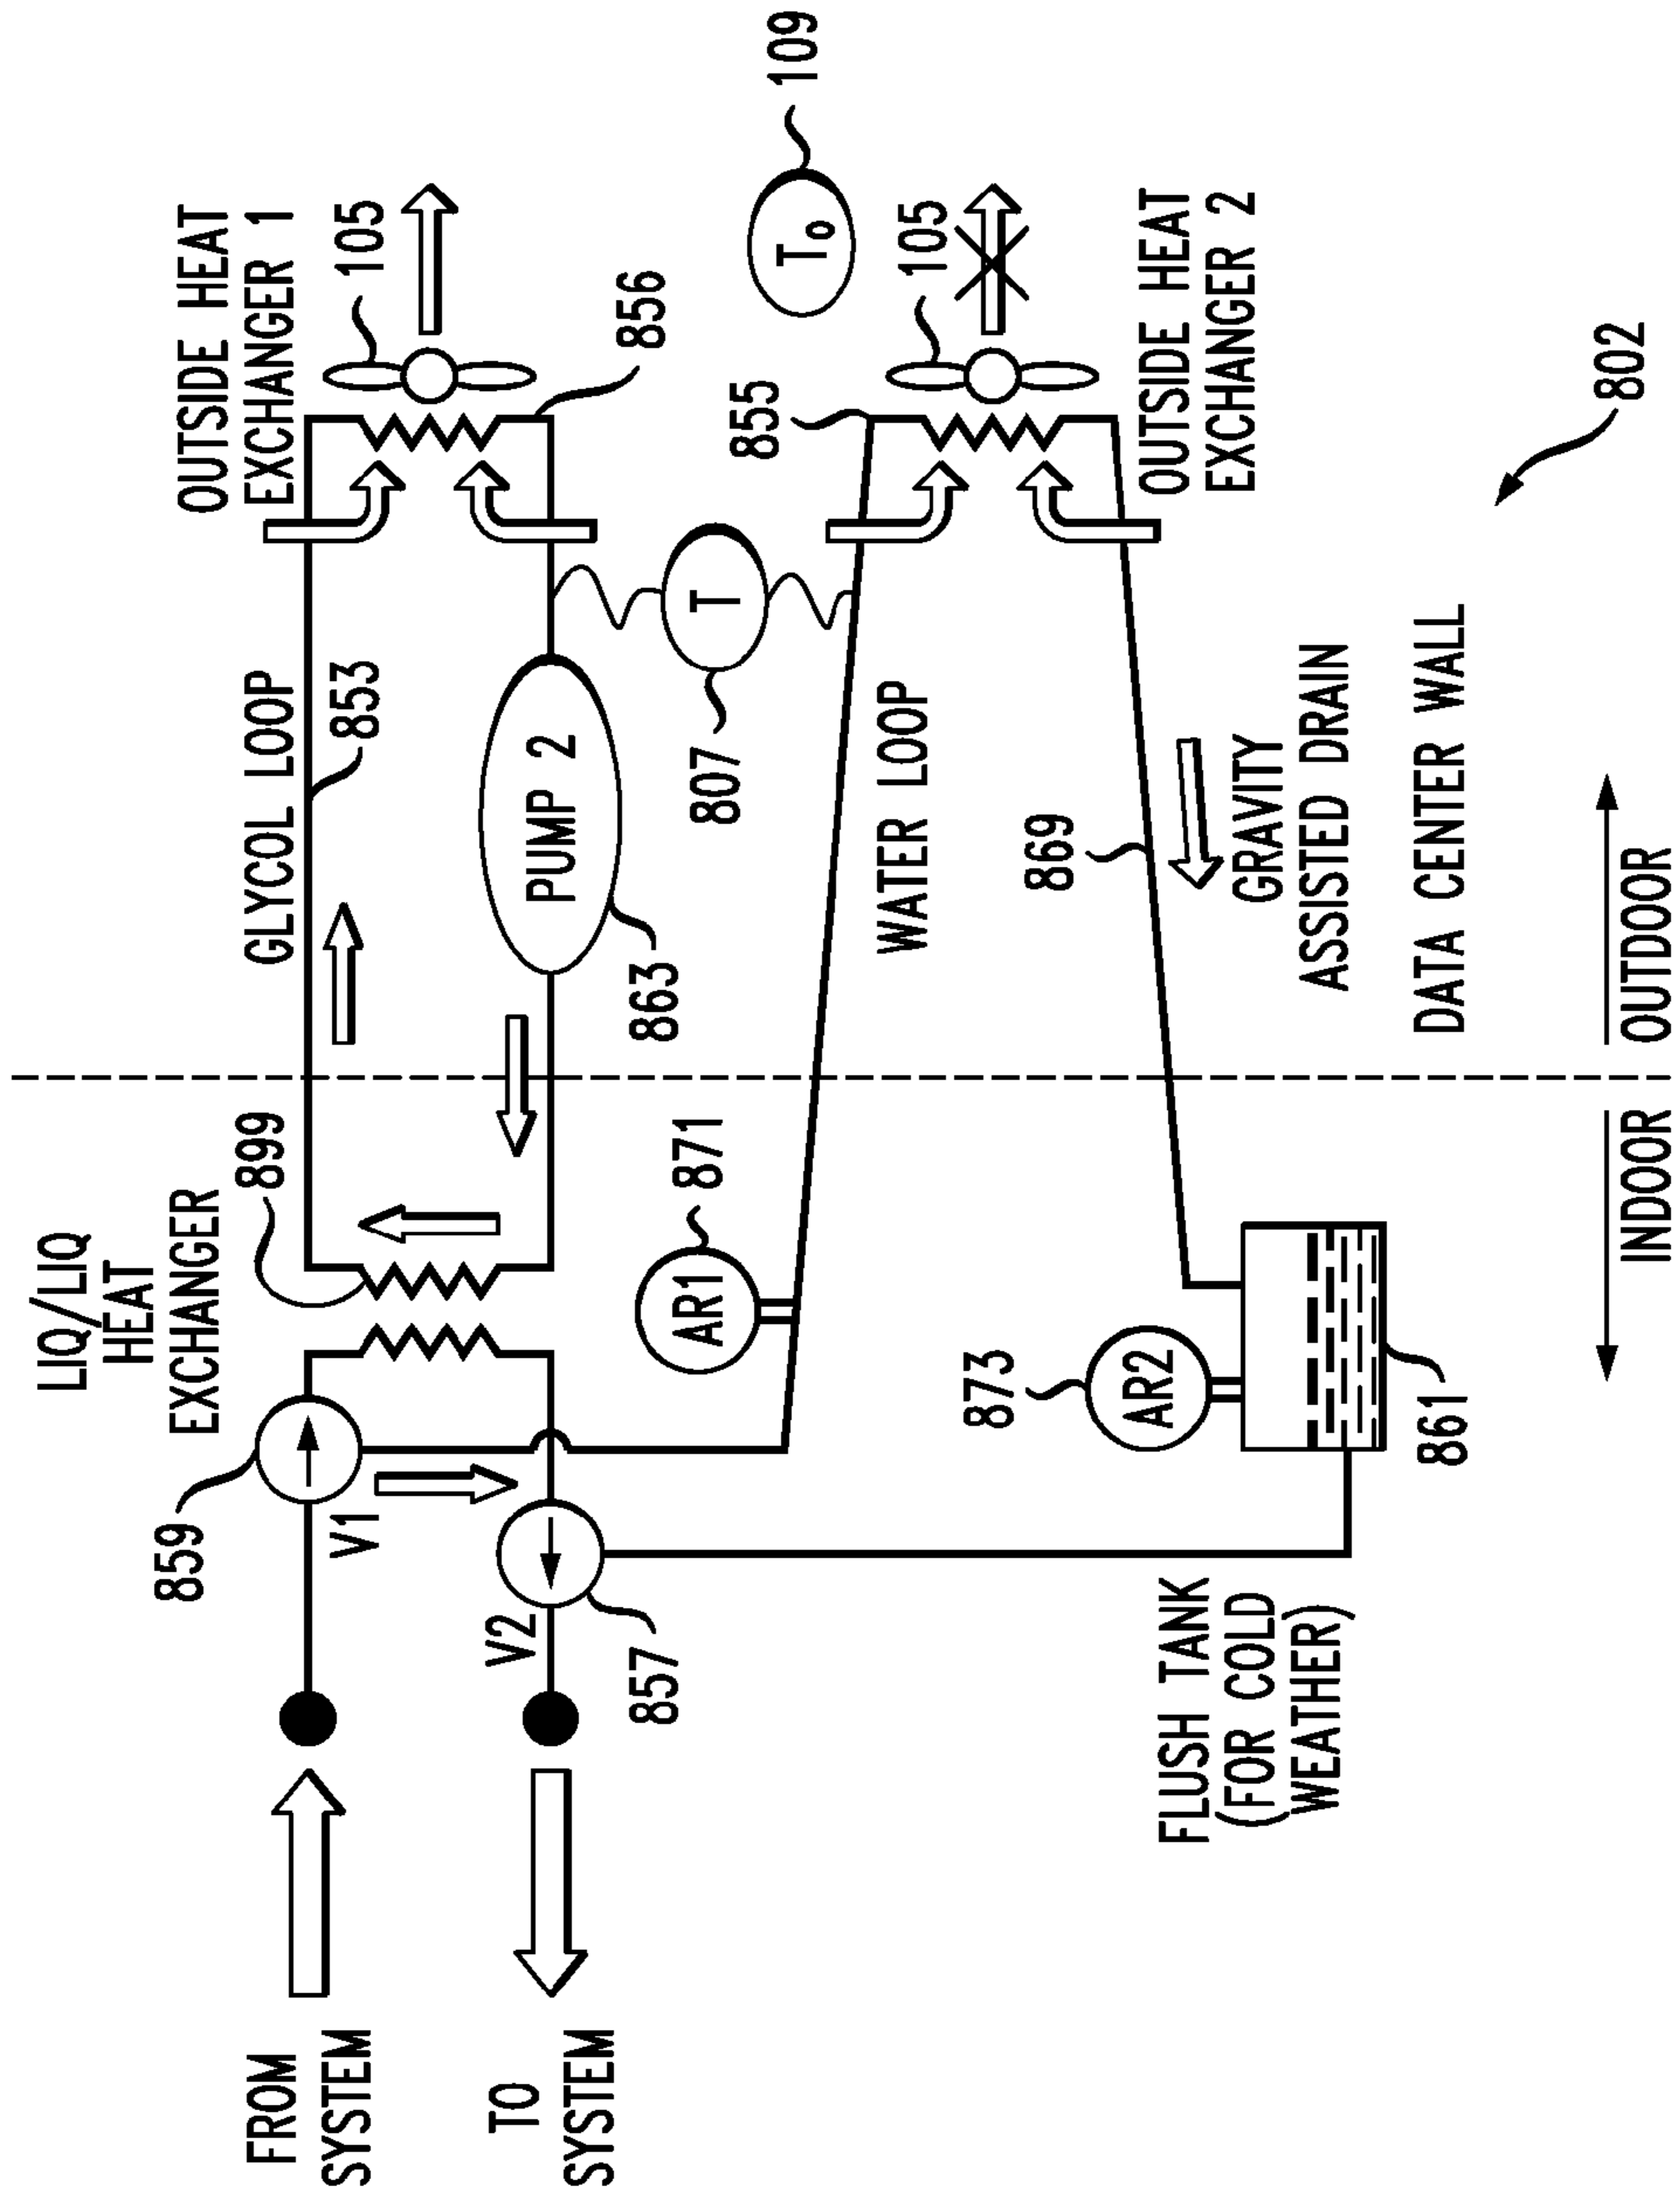 FROM
SYSTEM
TO
SYSTEM
859
V1
V2
857
LIQ/LIQ
HEAT
EXCHANGER
899
GLYCOL LOOP
853
PUMP 2
863
OUTSIDE HEAT
EXCHANGER 1
105
856
T
807
To
109
AR1
871
WATER LOOP
855
105
OUTSIDE HEAT
EXCHANGER 2
869
GRAVITY
ASSISTED DRAIN
AR2
873
861
FLUSH TANK
(FOR COLD
WEATHER)
DATA CENTER WALL
INDOOR
OUTDOOR
802